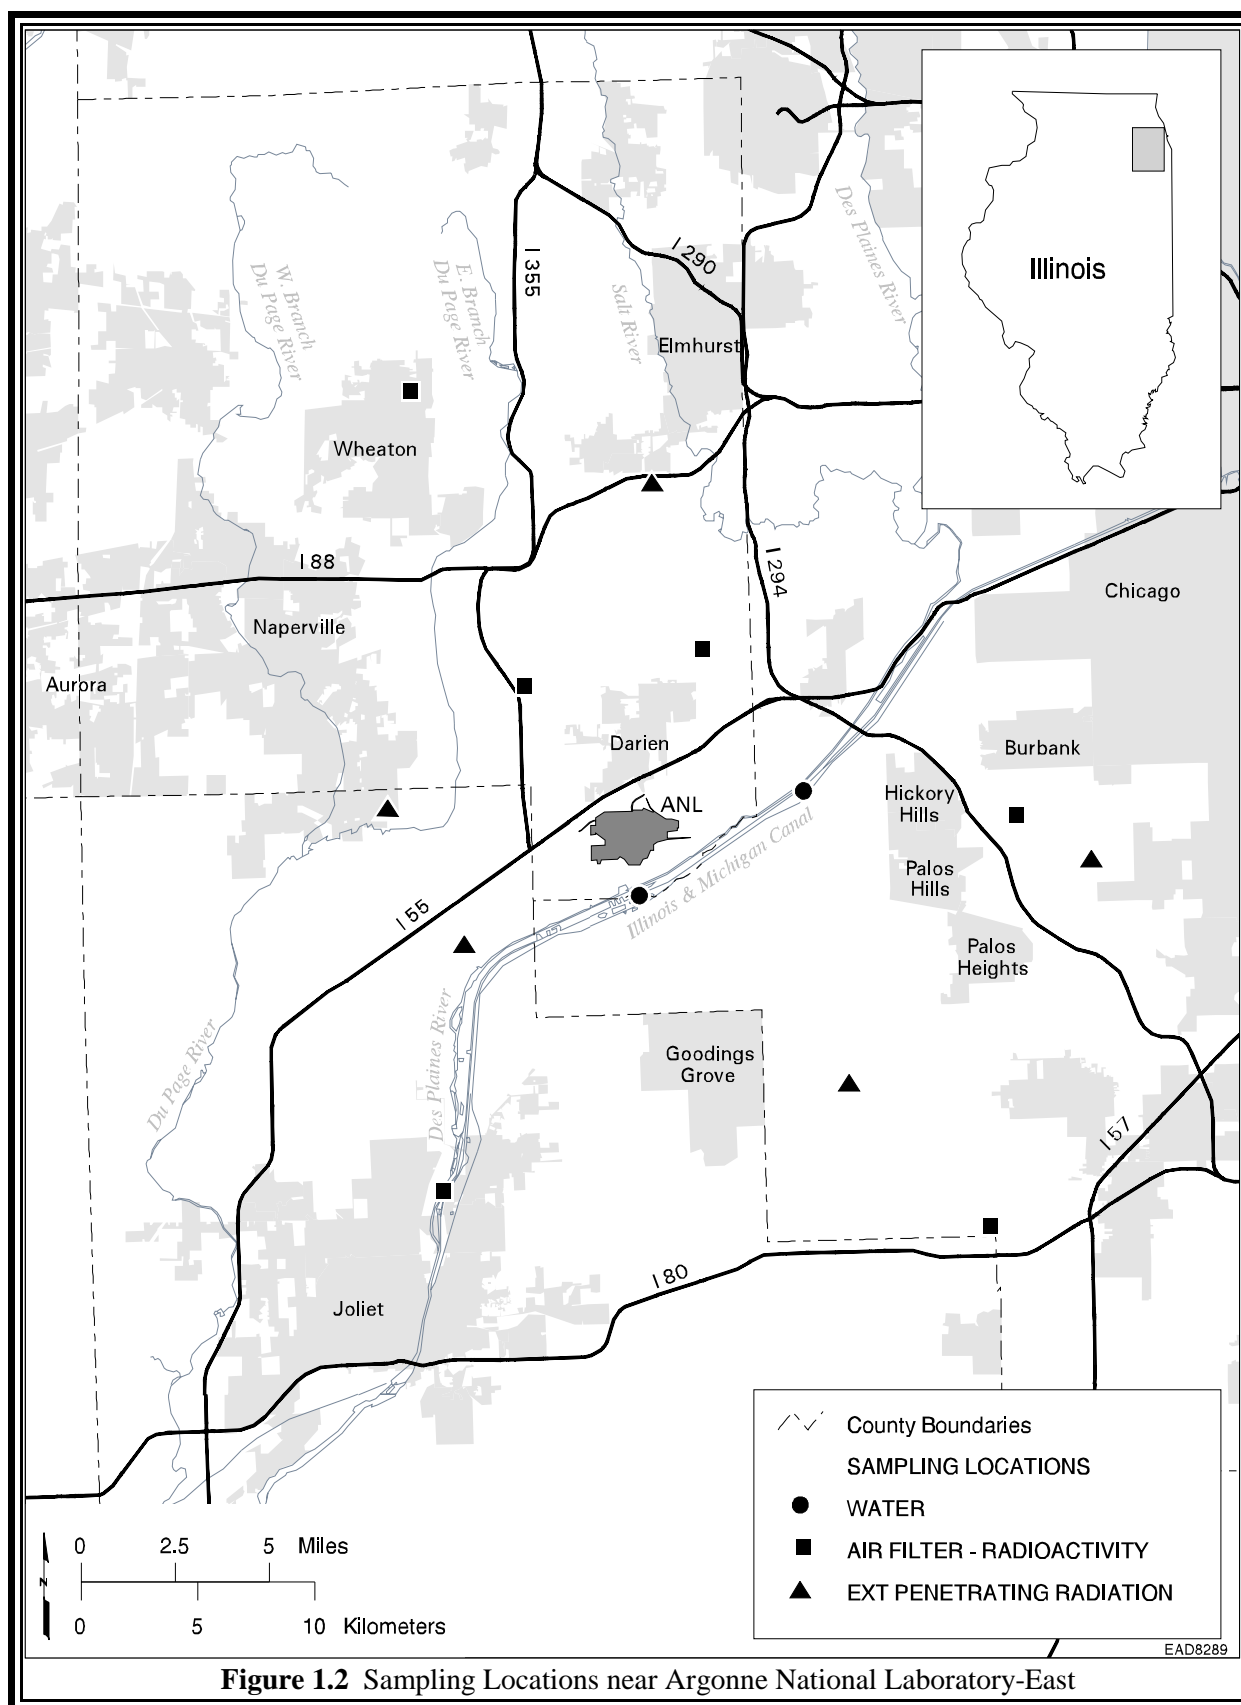 Illinois
I 355
I 290
Des Plaines River
W. Branch
Du Page River
E. Branch
Du Page River
Salt River
Elmhurst
Wheaton
I 88
I 294
Chicago
Naperville
Aurora
Darien
Burbank
ANL
Hickory
Hills
Illinois & Michigan Canal
Palos
Hills
I 55
Palos
Heights
Des Plaines River
Du Page River
Goodings
Grove
I 57
I 80
Joliet
County Boundaries
SAMPLING LOCATIONS
WATER
AIR FILTER - RADIOACTIVITY
EXT PENETRATING RADIATION
N
0 2.5 5 Miles
0 5 10 Kilometers
EAD8289
Figure 1.2 Sampling Locations near Argonne National Laboratory-East